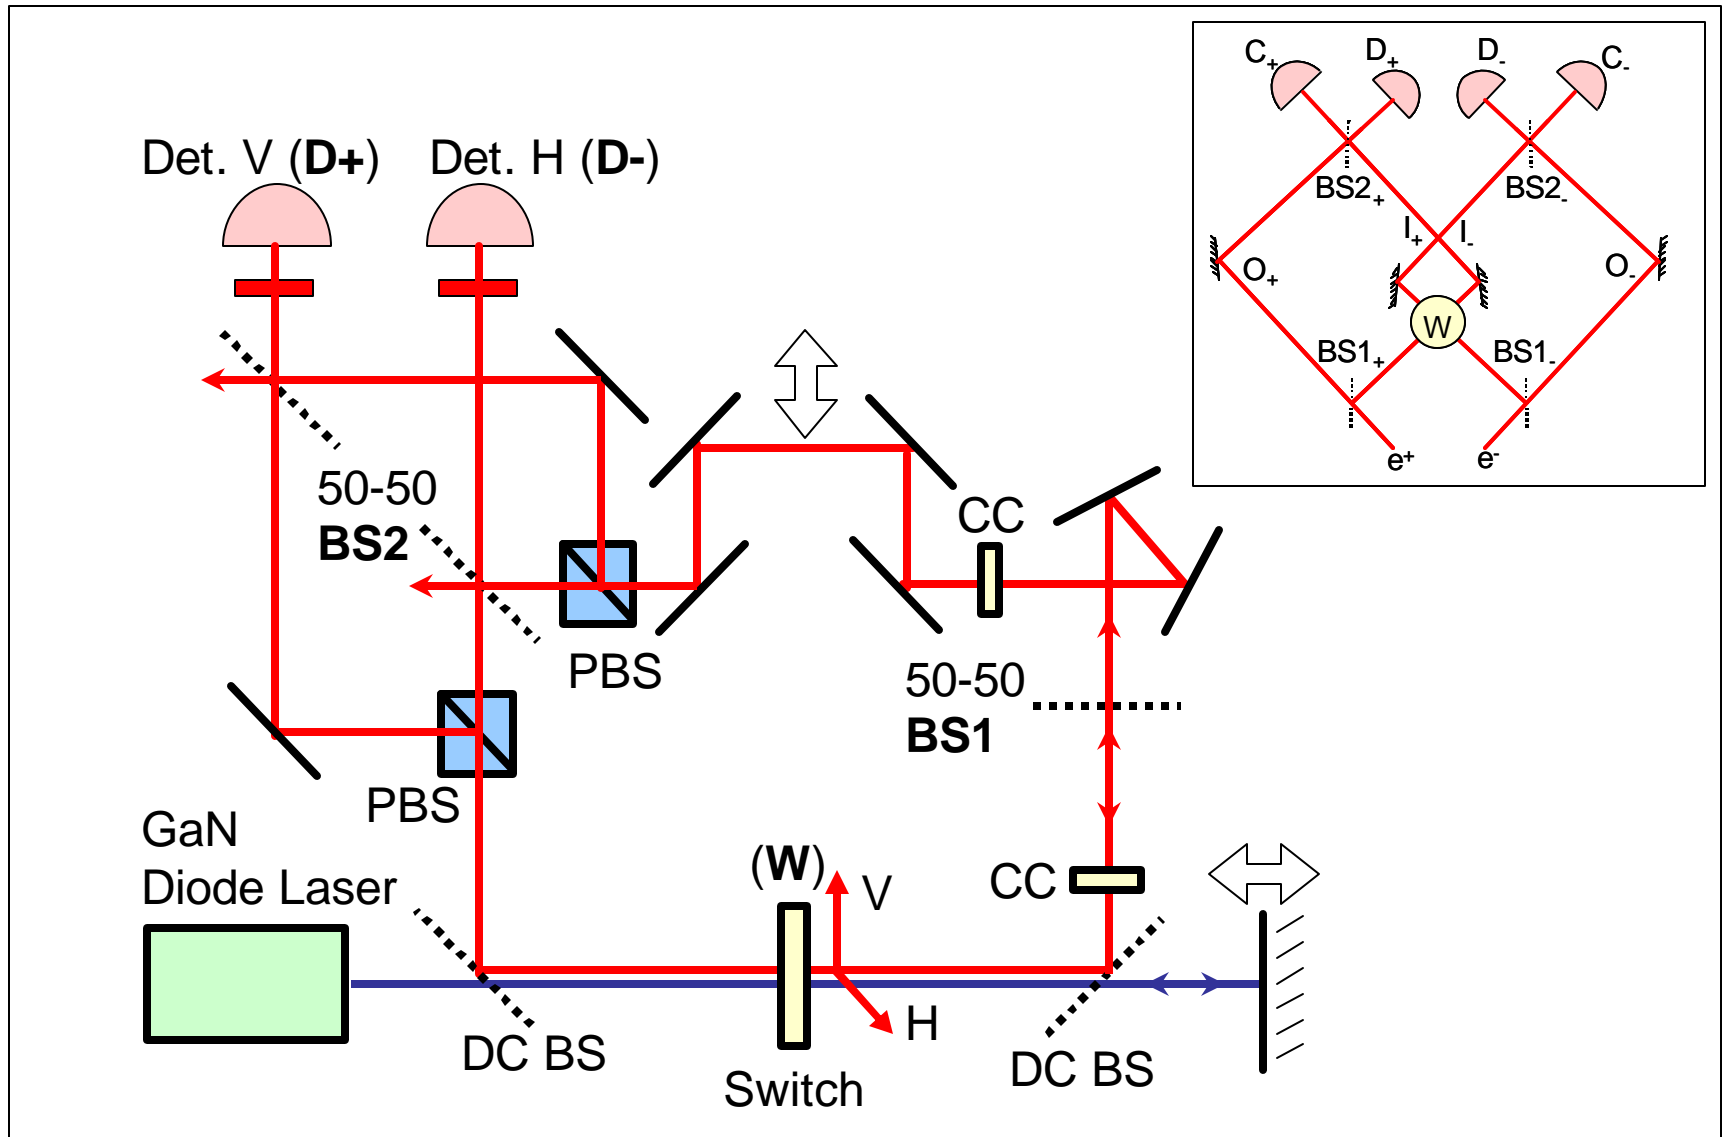 Det. V (D+)
Det. H (D-)
50-50
BS2
PBS
PBS
CC
50-50
BS1
CC
GaN
Diode Laser
(W)
V
H
DC BS
Switch
DC BS
C+
D+
D-
C-
BS2+
BS2-
I+
I-
O+
O-
W
BS1+
BS1-
e+
e-